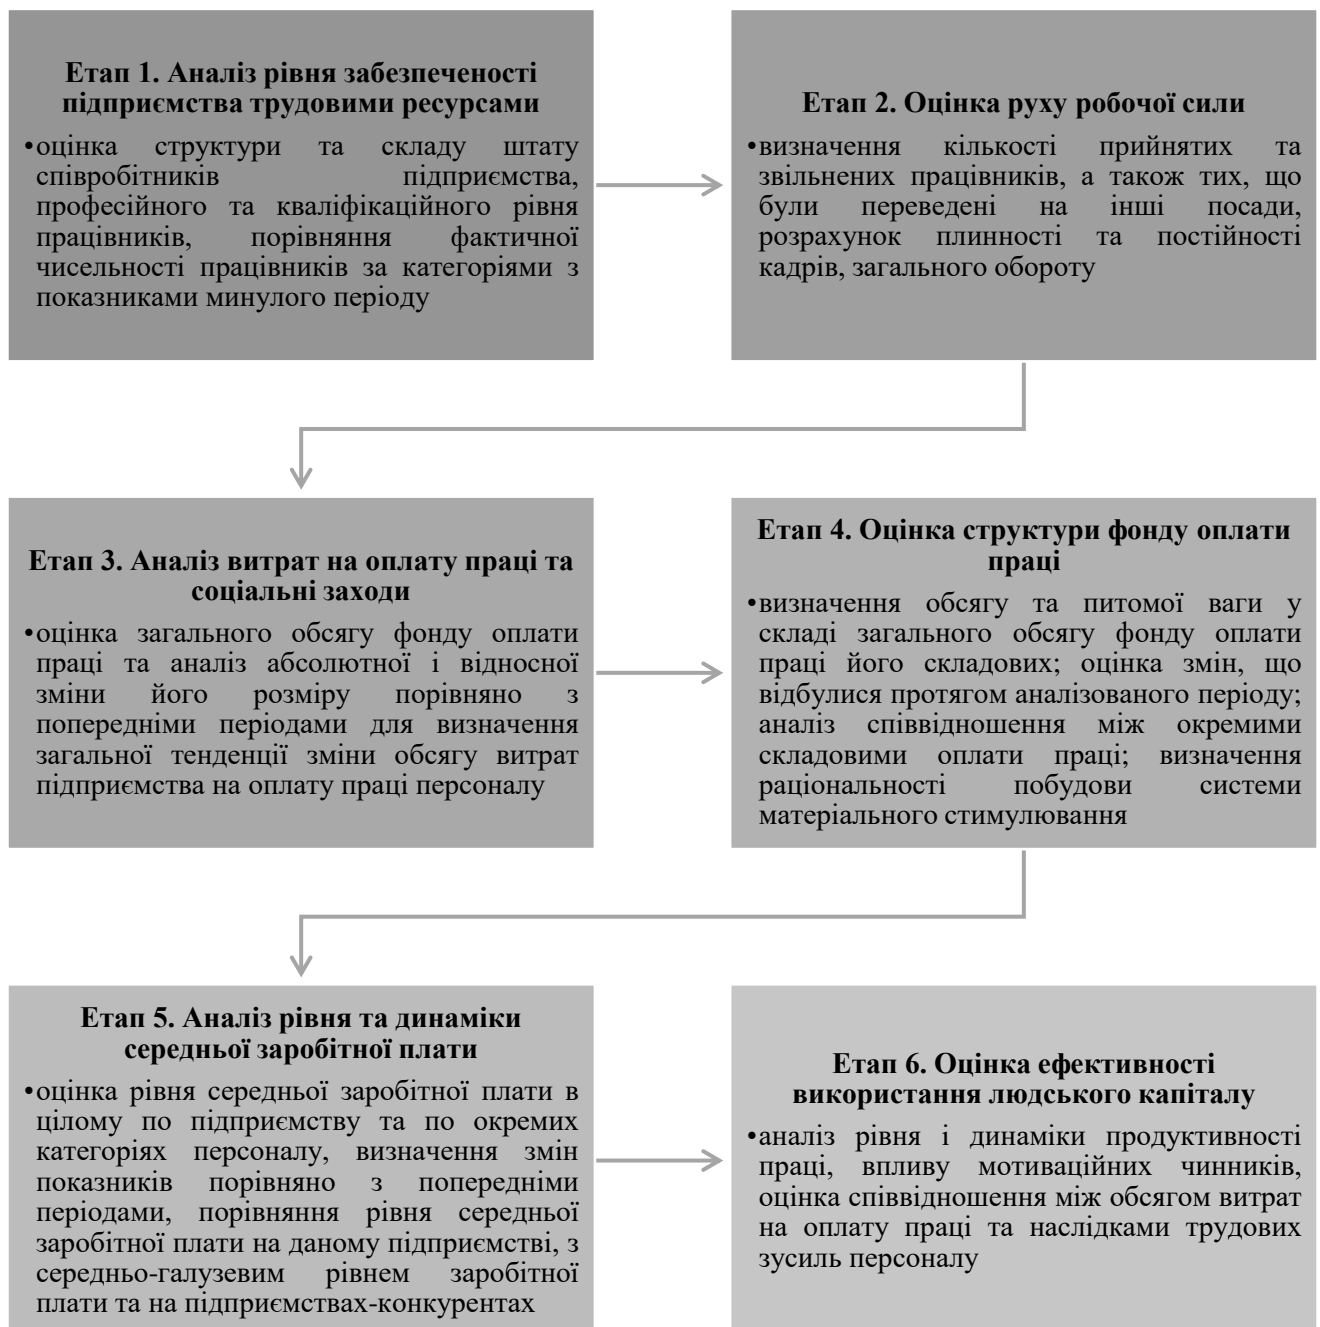 Етап 1. Аналіз рівня забезпеченості
підприємства трудовими ресурсами
•оцінка структури та складу штату
співробітників підприємства,
професійного та кваліфікаційного рівня
працівників, порівняння фактичної
чисельності працівників за категоріями з
показниками минулого періоду
Етап 2. Оцінка руху робочої сили
•визначення кількості прийнятих та
звільнених працівників, а також тих, що
були переведені на інші посади,
розрахунок плинності та постійності
кадрів, загального обороту
Етап 3. Аналіз витрат на оплату праці та
соціальні заходи
•оцінка загального обсягу фонду оплати
праці та аналіз абсолютної і відносної
зміни його розміру порівняно з
попередніми періодами для визначення
загальної тенденції зміни обсягу витрат
підприємства на оплату праці персоналу
Етап 4. Оцінка структури фонду оплати
праці
•визначення обсягу та питомої ваги у
складі загального обсягу фонду оплати
праці його складових; оцінка змін, що
відбулися протягом аналізованого періоду;
аналіз співвідношення між окремими
складовими оплати праці; визначення
раціональності побудови системи
матеріального стимулювання
Етап 5. Аналіз рівня та динаміки
середньої заробітної плати
•оцінка рівня середньої заробітної плати в
цілому по підприємству та по окремих
категоріях персоналу, визначення змін
показників порівняно з попередніми
періодами, порівняння рівня середньої
заробітної плати на даному підприємстві, з
середньо-галузевим рівнем заробітної
плати та на підприємствах-конкурентах
Етап 6. Оцінка ефективності
використання людського капіталу
•аналіз рівня і динаміки продуктивності
праці, впливу мотиваційних чинників,
оцінка співвідношення між обсягом витрат
на оплату праці та наслідками трудових
зусиль персоналу